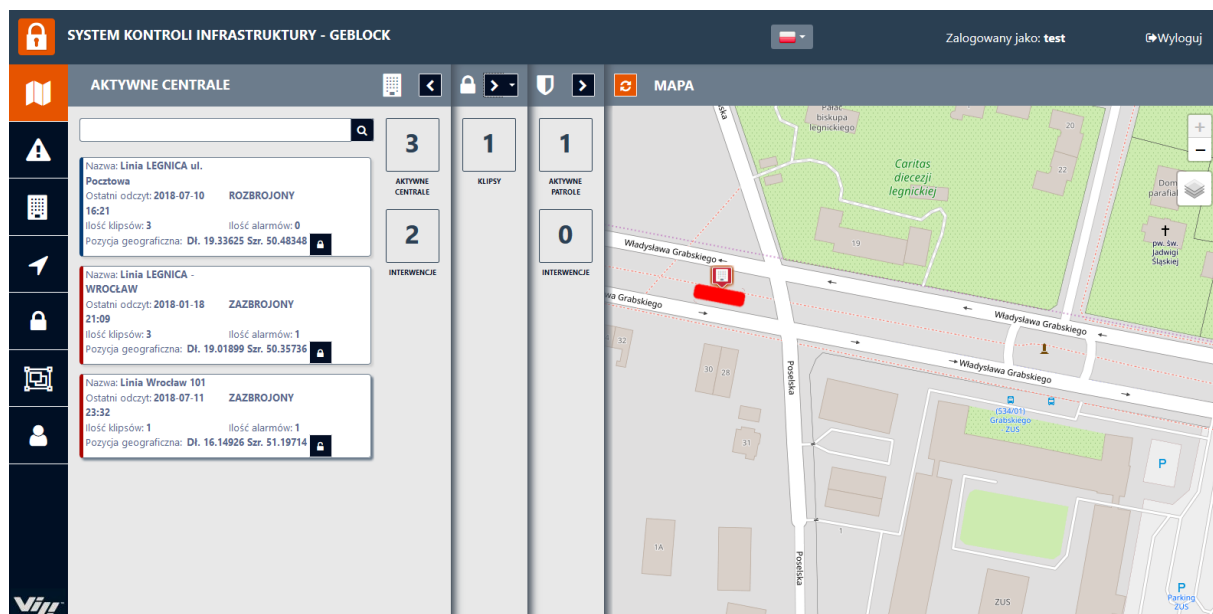 SYSTEM KONTROLI INFRASTRUKTURY - GEBLOCK
Zalogowany jako: test
Wyloguj
AKTYWNE CENTRALE
Nazwa: Linia LEGNICA ul.
Pocztowa
Ostatni odczyt: 2018-07-10 ROZBROJONY
16:21
Ilość klipsów: 3 Ilość alarmów: 0
Pozycja geograficzna: Dł. 19.33625 Szr. 50.48348
Nazwa: Linia LEGNICA -
WROCŁAW
Ostatni odczyt: 2018-01-18 ZAZBROJONY
21:09
Ilość klipsów: 3 Ilość alarmów: 1
Pozycja geograficzna: Dł. 19.01899 Szr. 50.35736
Nazwa: Linia Wrocław 101
Ostatni odczyt: 2018-07-11 ZAZBROJONY
23:32
Ilość klipsów: 1 Ilość alarmów: 1
Pozycja geograficzna: Dł. 16.14926 Szr. 51.19714
3
AKTYWNE
CENTRALE
2
INTERWENCJE
1
KLIPSY
1
AKTYWNE
PATROLE
0
INTERWENCJE
MAPA
+
−
Pałac
biskupa
legnickiego
ska
20
22
Caritas
diecezji
legnickiej
19
Dom
parafial
pw. św.
Jadwigi
Śląskiej
Władysława Grabskiego
wa Grabskiego
Władysława Grabskiego
Władysława Grabskiego
32
30
28
31
Poselska
(534/01)
Grabskiego
-ZUS
P
1
1A
Poselska
ZUS
P
Parking
ZUS